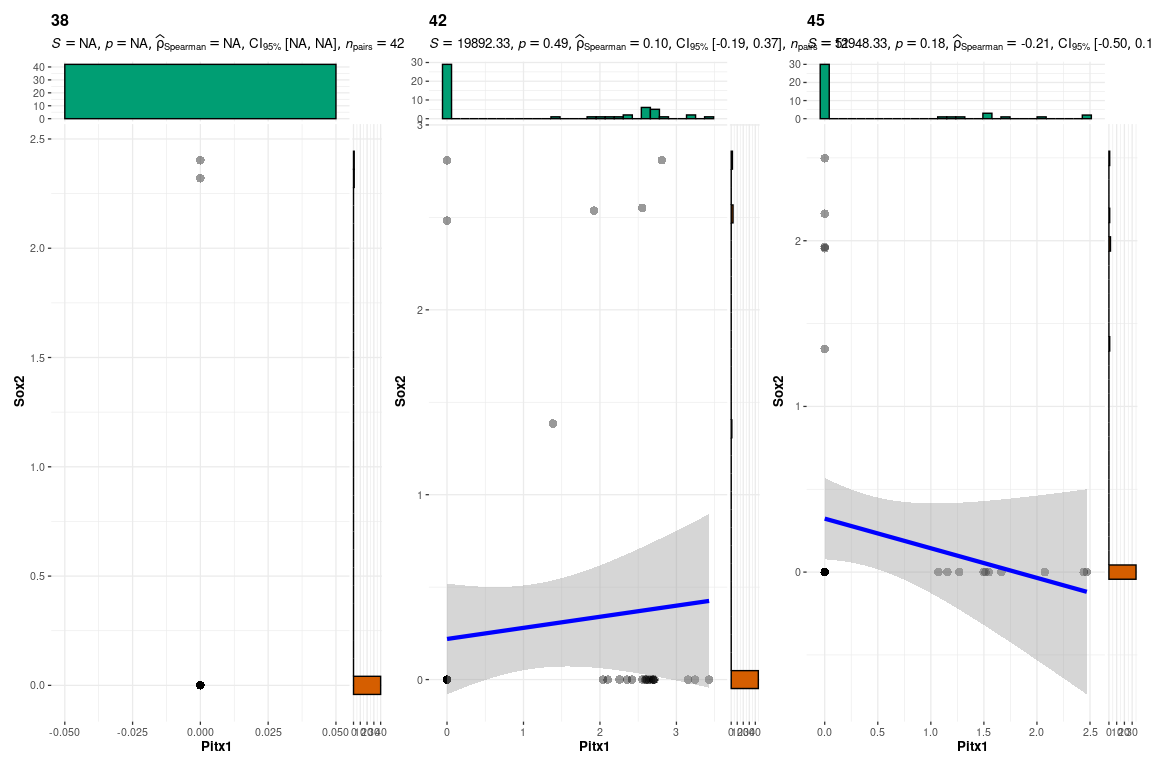 38
S = NA, p = NA, ρ̂Spearman = NA, CI95% [NA, NA], npairs = 42
40
30
20
10
0
2.5
2.0
1.5
1.0
0.5
0.0
Sox2
-0.050 -0.025 0.000 0.025 0.050
Pitx1
42
S = 19892.33, p = 0.49, ρ̂Spearman = 0.10, CI95% [-0.19, 0.37], npairs
30
20
10
0
3
2
1
0
Sox2
0 1 2 3
Pitx1
45
p = 0.18, ρ̂Spearman = -0.21, CI95% [-0.50, 0.1
30
20
10
0
2
1
0
Sox2
0.0 0.5 1.0 1.5 2.0 2.5
Pitx1